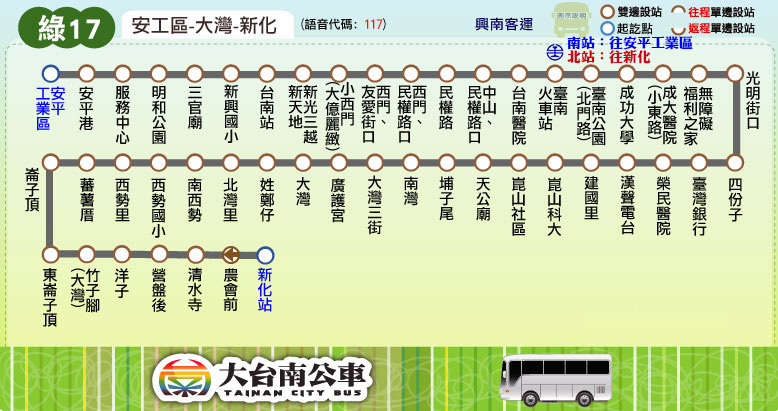 綠17
安工區-大灣-新化
(語音代碼: 117)
興南客運
圖示說明
雙邊設站
起訖點
往程單邊設站
返程單邊設站
南站：往安平工業區
北站：往新化
安平工業區
安平港
服務中心
明和公園
三官廟
新興國小
台南站
新光三越新天地
小西門(大億麗緻)
西門、友愛街口
西門、民權路口
民權路
中山、民權路口
台南醫院
臺南火車站
臺南公園(北門路)
成功大學
成大醫院(小東路)
無障礙福利之家
光明街口
崙子頂
蕃薯厝
西勢里
西勢國小
南西勢
北灣里
姓鄭仔
大灣
廣護宮
大灣三街
南灣
埔子尾
天公廟
崑山社區
崑山科大
建國里
漢聲電台
榮民醫院
臺灣銀行
四份子
東崙子頂
竹子腳(大灣)
洋子
營盤後
清水寺
農會前
新化站
大台南公車
TAINAN CITY BUS